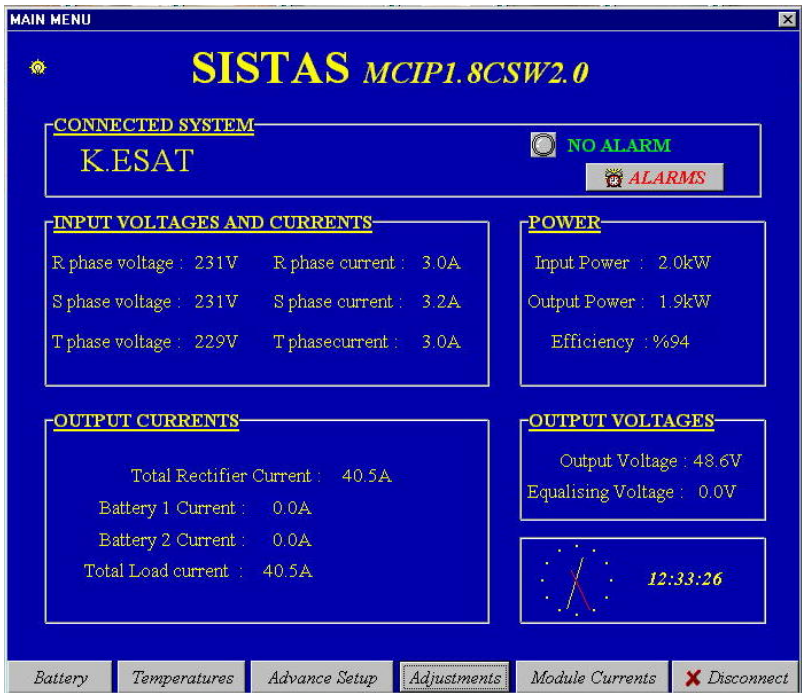 MAIN MENU
SISTAS MCIP1.8CSW2.0
CONNECTED SYSTEM
K.ESAT
NO ALARM
ALARMS
INPUT VOLTAGES AND CURRENTS
R phase voltage : 231V R phase current : 3.0A
S phase voltage : 231V S phase current : 3.2A
T phase voltage : 229V T phasecurrent : 3.0A
POWER
Input Power : 2.0kW
Output Power : 1.9kW
Efficiency : %94
OUTPUT CURRENTS
Total Rectifier Current : 40.5A
Battery 1 Current : 0.0A
Battery 2 Current : 0.0A
Total Load current : 40.5A
OUTPUT VOLTAGES
Output Voltage : 48.6V
Equalising Voltage : 0.0V
12:33:26
Battery Temperatures Advance Setup Adjustments Module Currents Disconnect